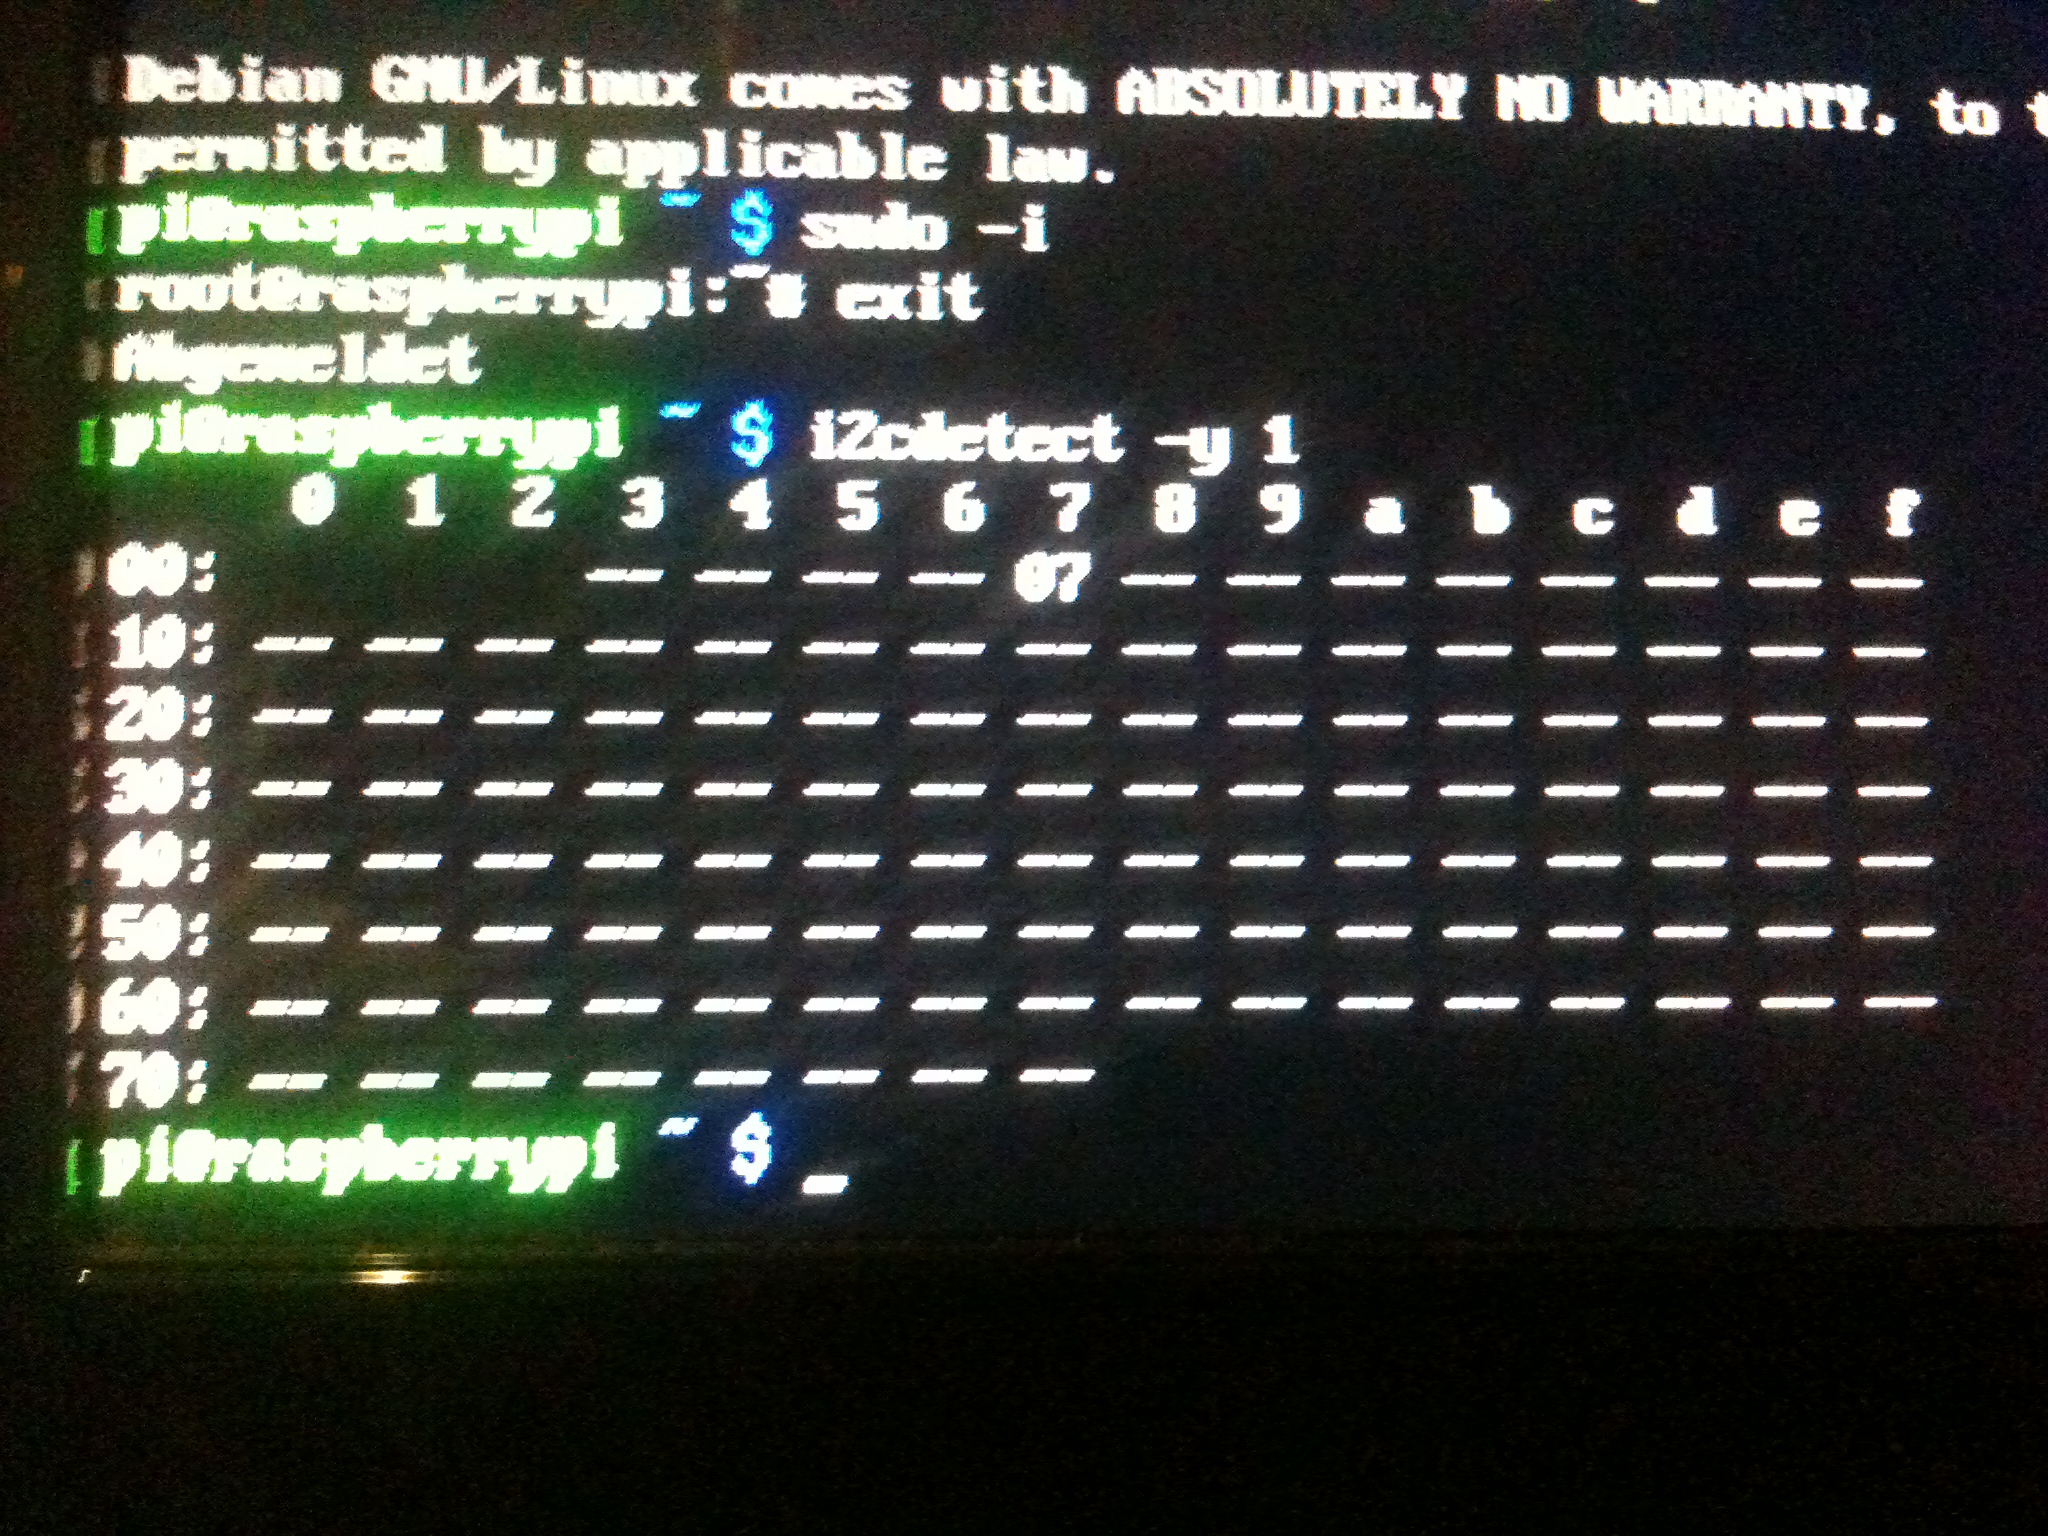 Debian GNU/Linux comes with ABSOLUTELY NO WARRANTY, to t
permitted by applicable law.
pi@raspberrypi ~ $ sudo -i
root@raspberrypi:~# exit
Abgemeldet
pi@raspberrypi ~ $ i2cdetect -y 1
     0  1  2  3  4  5  6  7  8  9  a  b  c  d  e  f
00:          -- -- -- -- 07 -- -- -- -- -- -- -- --
10: -- -- -- -- -- -- -- -- -- -- -- -- -- -- -- --
20: -- -- -- -- -- -- -- -- -- -- -- -- -- -- -- --
30: -- -- -- -- -- -- -- -- -- -- -- -- -- -- -- --
40: -- -- -- -- -- -- -- -- -- -- -- -- -- -- -- --
50: -- -- -- -- -- -- -- -- -- -- -- -- -- -- -- --
60: -- -- -- -- -- -- -- -- -- -- -- -- -- -- -- --
70: -- -- -- -- -- -- -- --
pi@raspberrypi ~ $ _